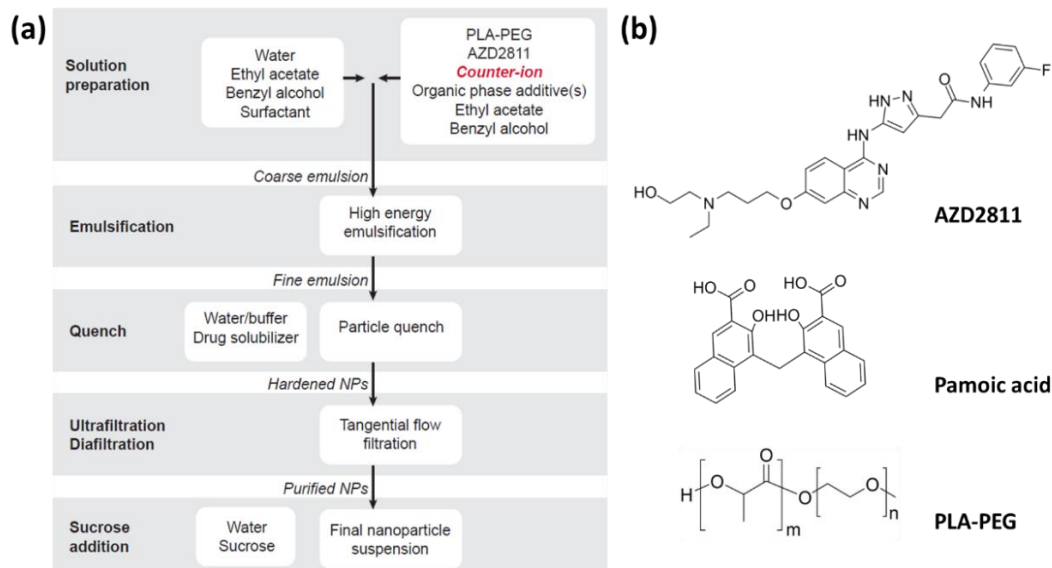 (a)
Solution
preparation
Water
Ethyl acetate
Benzyl alcohol
Surfactant
PLA-PEG
AZD2811
Counter-ion
Organic phase additive(s)
Ethyl acetate
Benzyl alcohol
Coarse emulsion
Emulsification
High energy
emulsification
Fine emulsion
Quench
Water/buffer
Drug solubilizer
Particle quench
Hardened NPs
Ultrafiltration
Diafiltration
Tangential flow
filtration
Purified NPs
Sucrose
addition
Water
Sucrose
Final nanoparticle
suspension
(b)
F
O
HN N
NH
HN
N
HO
N
O
N
AZD2811
HO O HO O
OHHO
Pamoic acid
O
H O O O
m n
PLA-PEG